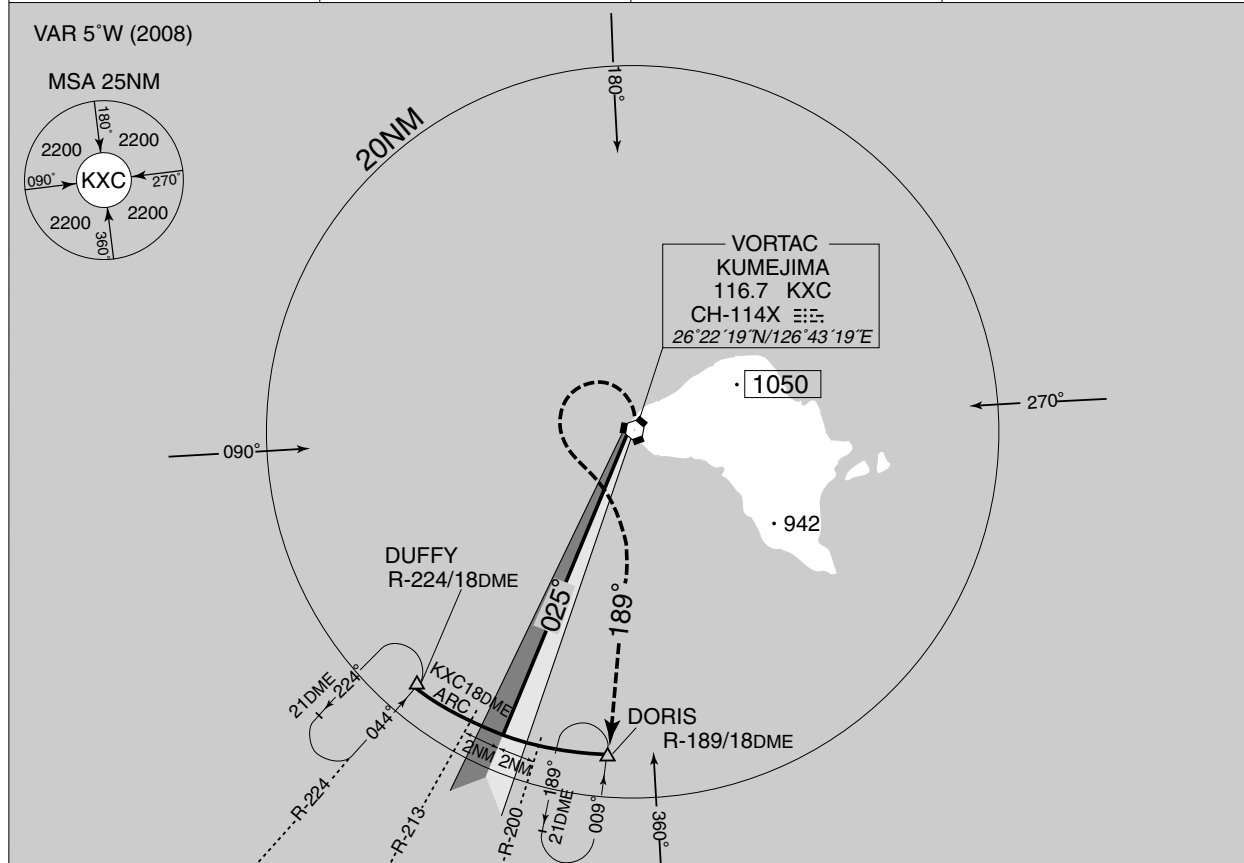 VAR 5˚W (2008)
MSA 25NM
180˚
2200
2200
090˚
KXC
270˚
2200
2200
360˚
180˚
20NM
VORTAC
KUMEJIMA
116.7 KXC
CH-114X
26˚22´19˝N/126˚43´19˝E
1050
270˚
090˚
942
DUFFY
R-224/18DME
025˚
189˚
KXC18DME
ARC
21DME
224˚
044˚
DORIS
R-189/18DME
2NM
2NM
189˚
21DME
009˚
360˚
R-224
R-213
R-200